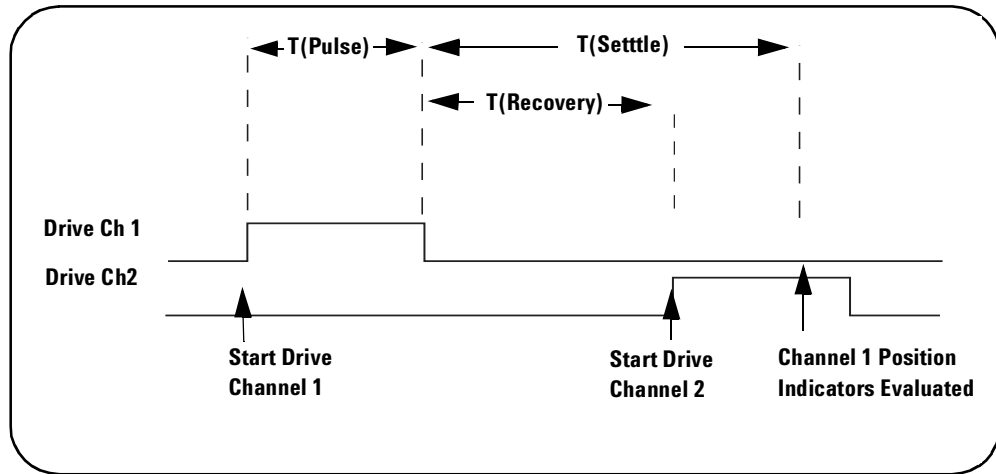 T(Pulse)
T(Setttle)
T(Recovery)
Drive Ch 1
Drive Ch2
Start Drive
Channel 1
Start Drive
Channel 2
Channel 1 Position
Indicators Evaluated